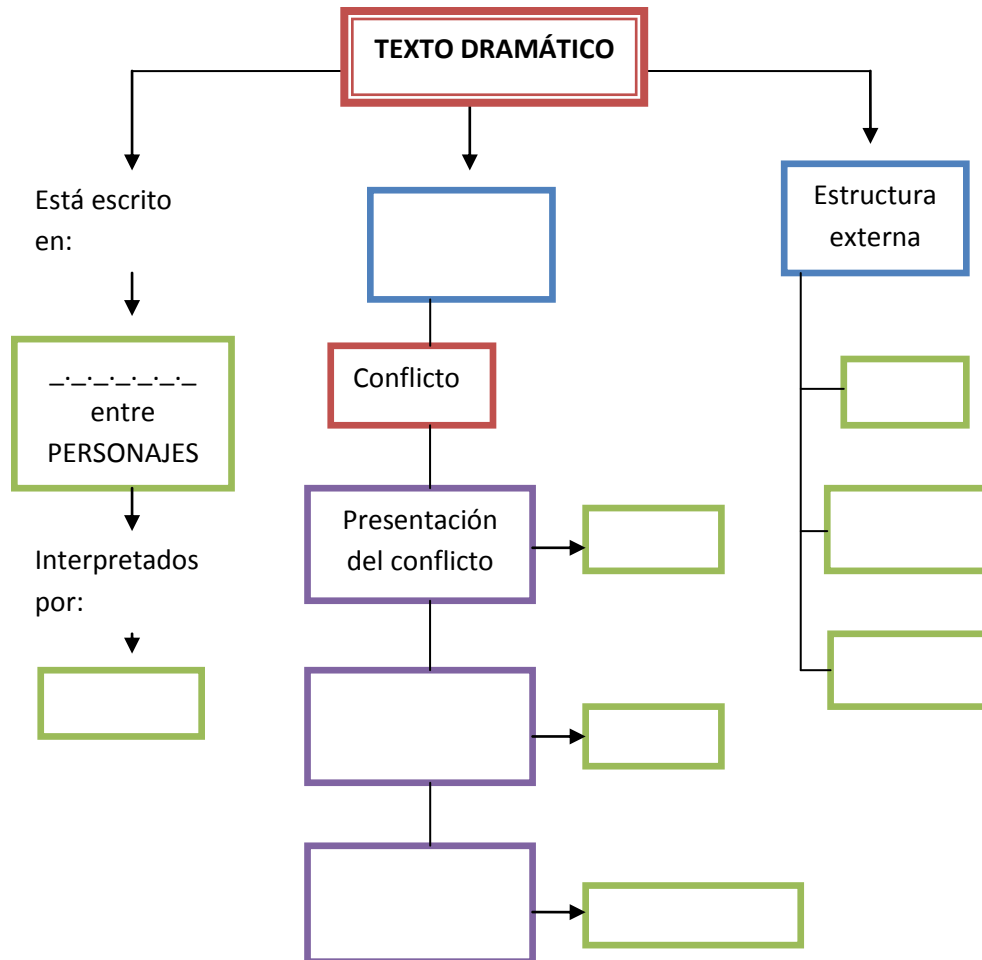 TEXTO DRAMÁTICO
Está escrito
en:
_._._._._._._
entre
PERSONAJES
Interpretados
por:
Conflicto
Presentación
del conflicto
Estructura
externa